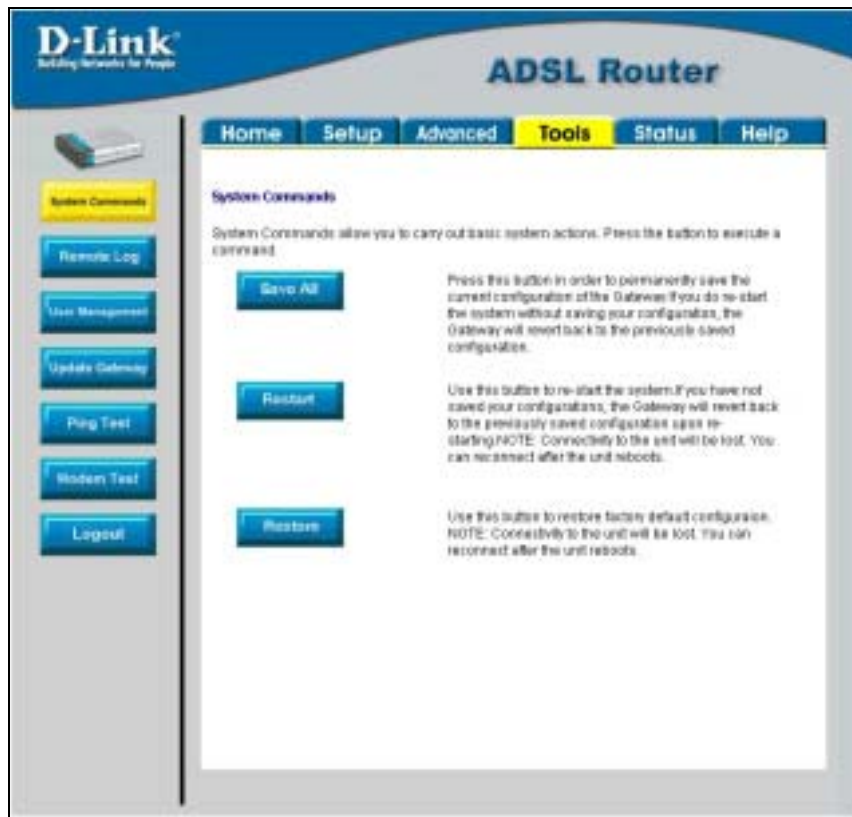 D-Link
Building Networks for People
ADSL Router
Home Setup Advanced Tools Status Help
System Commands
Remote Log
User Management
Update Gateway
Ping Test
Modem Test
Logout
System Commands
System Commands allow you to carry out basic system actions. Press the button to execute a
command.
Save All
Press this button in order to permanently save the
current configuration of the Gateway.If you do re-start
the system without saving your configuration, the
Gateway will revert back to the previously saved
configuration.
Restart
Use this button to re-start the system.If you have not
saved your configurations, the Gateway will revert back
to the previously saved configuration upon re-
starting.NOTE: Connectivity to the unit will be lost. You
can reconnect after the unit reboots.
Restore
Use this button to restore factory default configuraion.
NOTE: Connectivity to the unit will be lost. You can
reconnect after the unit reboots.